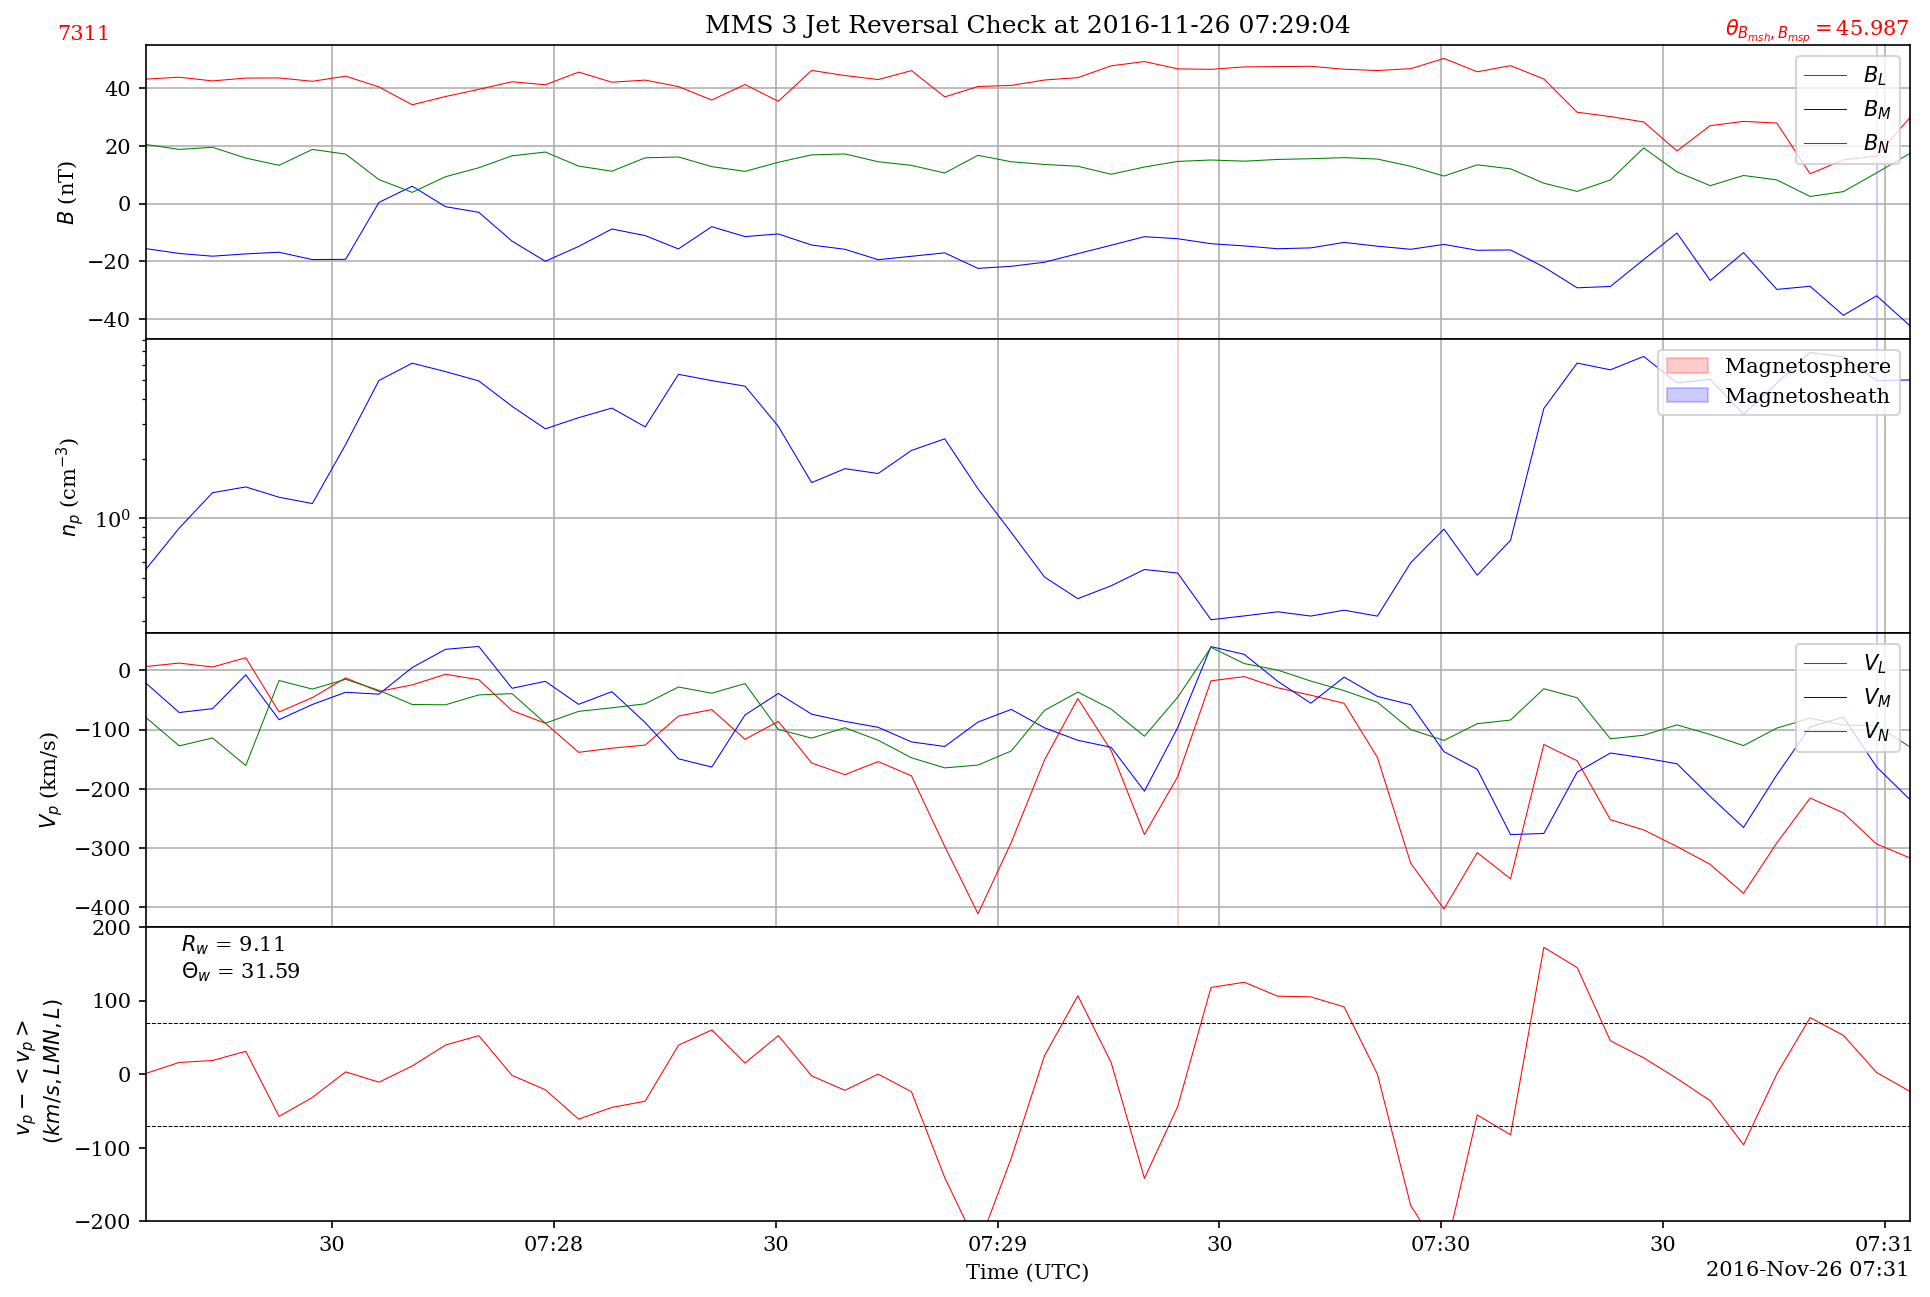 MMS 3 Jet Reversal Check at 2016-11-26 07:29:04
7311
θ_{B_{msh}, B_{msp}} = 45.987
40
20
0
−20
−40
B (nT)
B_L
B_M
B_N
10^0
n_p (cm^{−3})
Magnetosphere
Magnetosheath
0
−100
−200
−300
−400
V_p (km/s)
V_L
V_M
V_N
200
100
0
−100
−200
v_p − < v_p >
(km/s, LMN, L)
R_w = 9.11
Θ_w = 31.59
30
07:28
30
07:29
30
07:30
30
07:31
Time (UTC)
2016-Nov-26 07:31